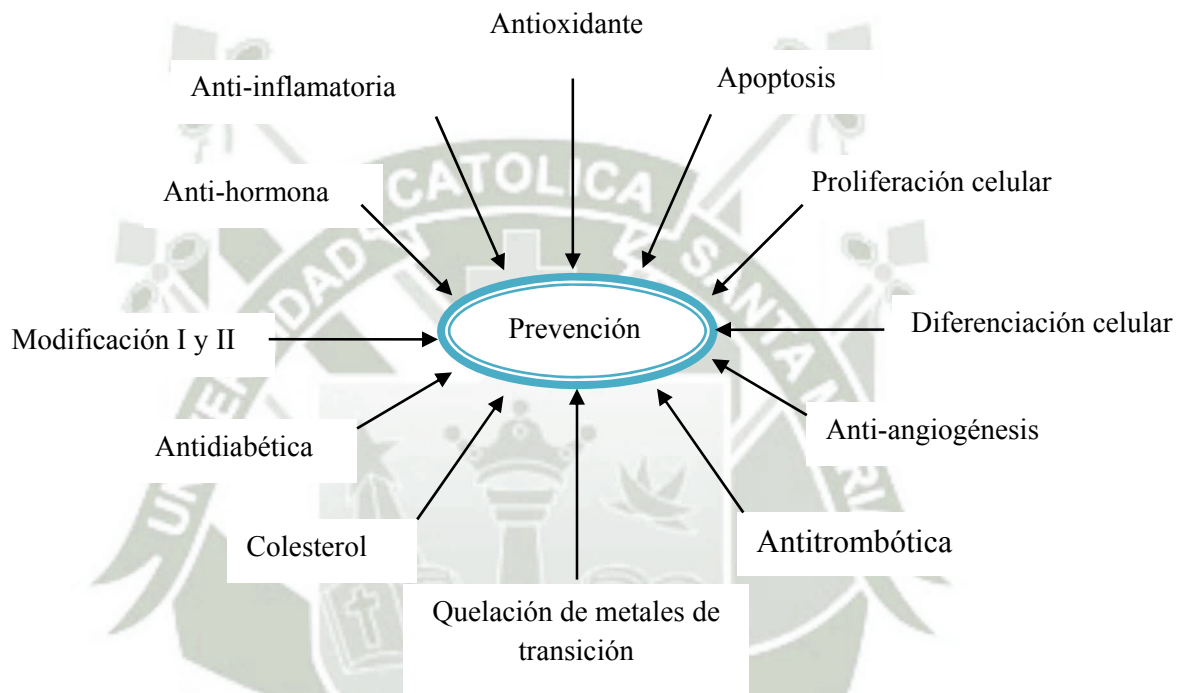 Antioxidante
Anti-inflamatoria
Apoptosis
Anti-hormona
Proliferación celular
Modificación I y II
Prevención
Diferenciación celular
Antidiabética
Anti-angiogénesis
Colesterol
Antitrombótica
Quelación de metales de
transición
CATOLICA
SANTA